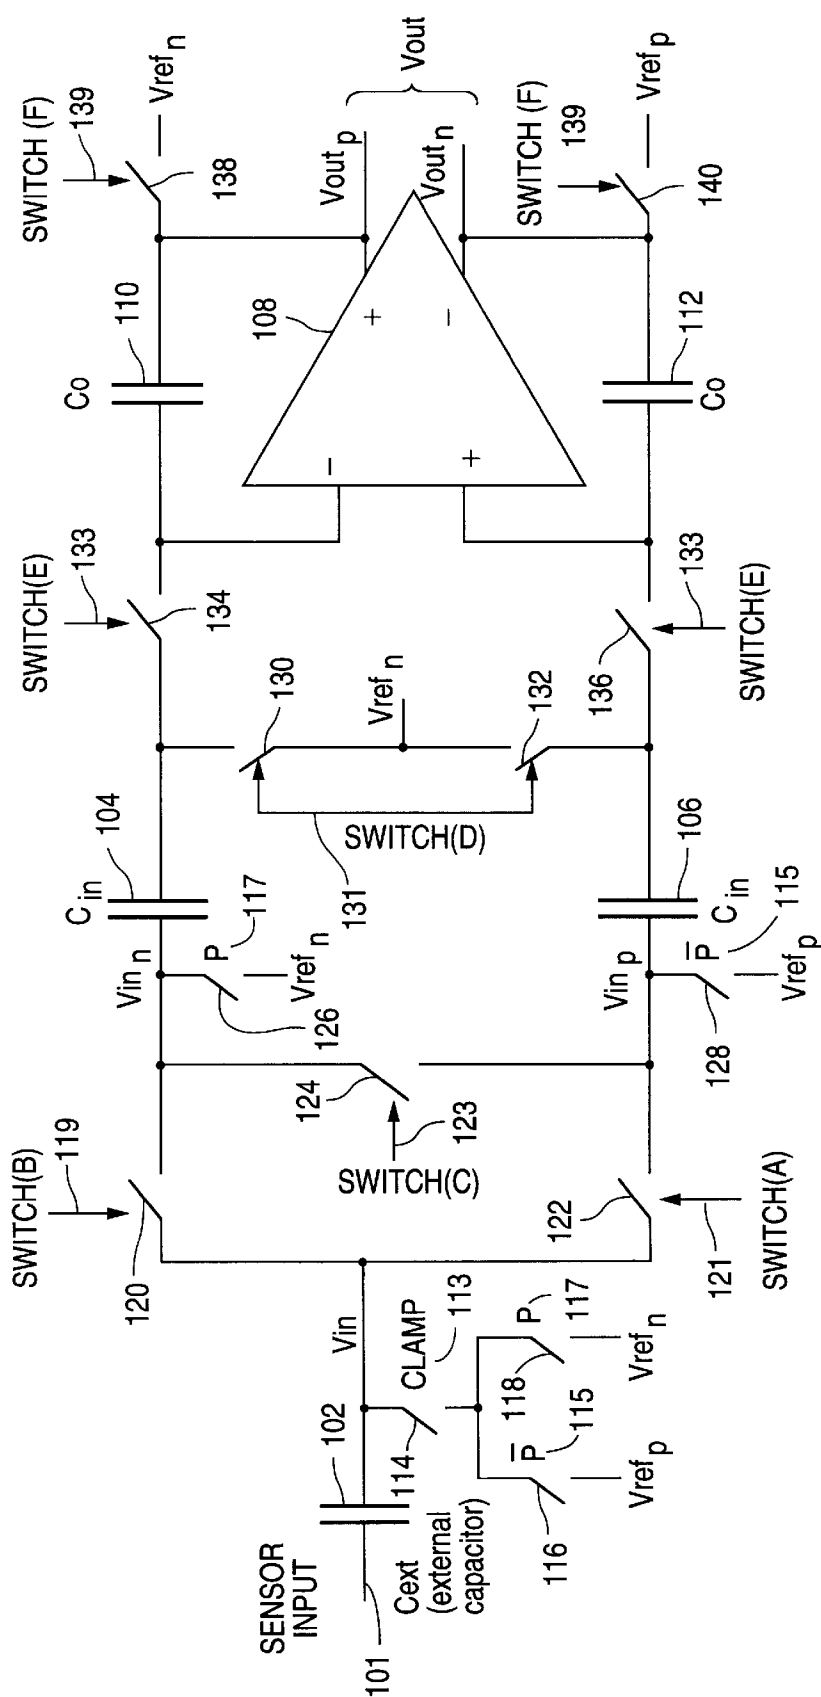 SENSOR
INPUT
101
Cext
(external
capacitor)
102
Vin
CLAMP
113
114
P̅
115
116
Vref p
P
117
118
Vref n
SWITCH(B)
119
120
SWITCH(A)
121
122
SWITCH(C)
123
124
Vin n
P
117
126
Vref n
Vin p
P̅
115
128
Vref p
C in
104
C in
106
SWITCH(D)
131
130
Vref n
132
SWITCH(E)
133
134
SWITCH(E)
133
136
Co
110
Co
112
108
−
+
+
−
SWITCH (F)
139
138
Vref n
Vout p
Vout n
Vout
SWITCH (F)
139
140
Vref p